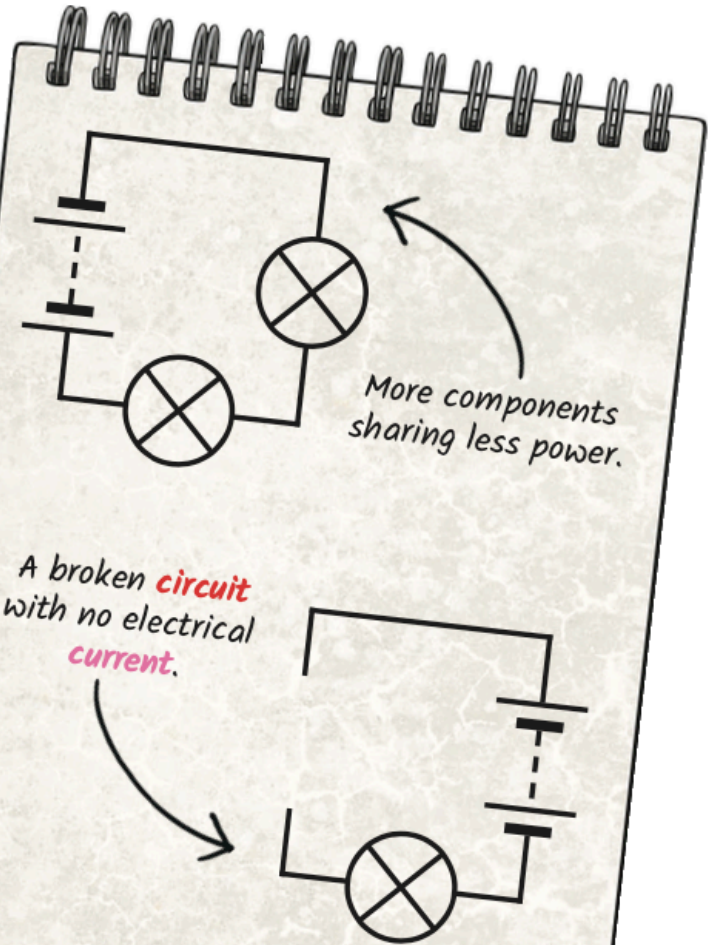 More components
sharing less power.
A broken circuit
with no electrical
current.